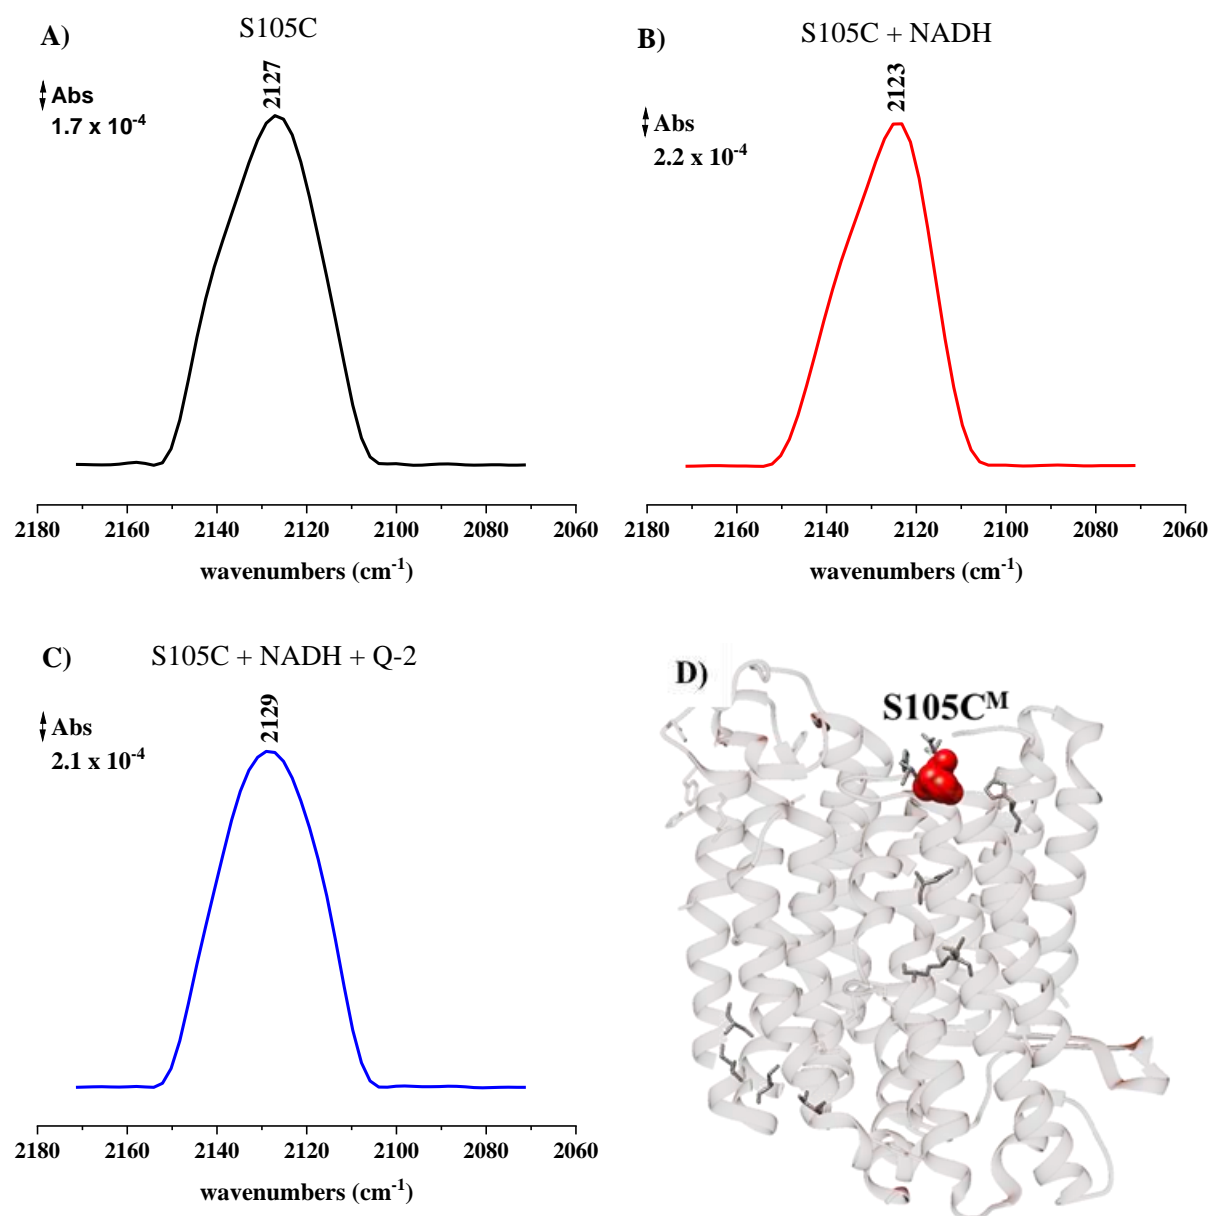 A)
S105C
2127
Abs
1.7 x 10⁻⁴
2180 2160 2140 2120 2100 2080 2060
wavenumbers (cm⁻¹)
B)
S105C + NADH
2123
Abs
2.2 x 10⁻⁴
2180 2160 2140 2120 2100 2080 2060
wavenumbers (cm⁻¹)
C)
S105C + NADH + Q-2
2129
Abs
2.1 x 10⁻⁴
2180 2160 2140 2120 2100 2080 2060
wavenumbers (cm⁻¹)
D)
S105Cᴹ